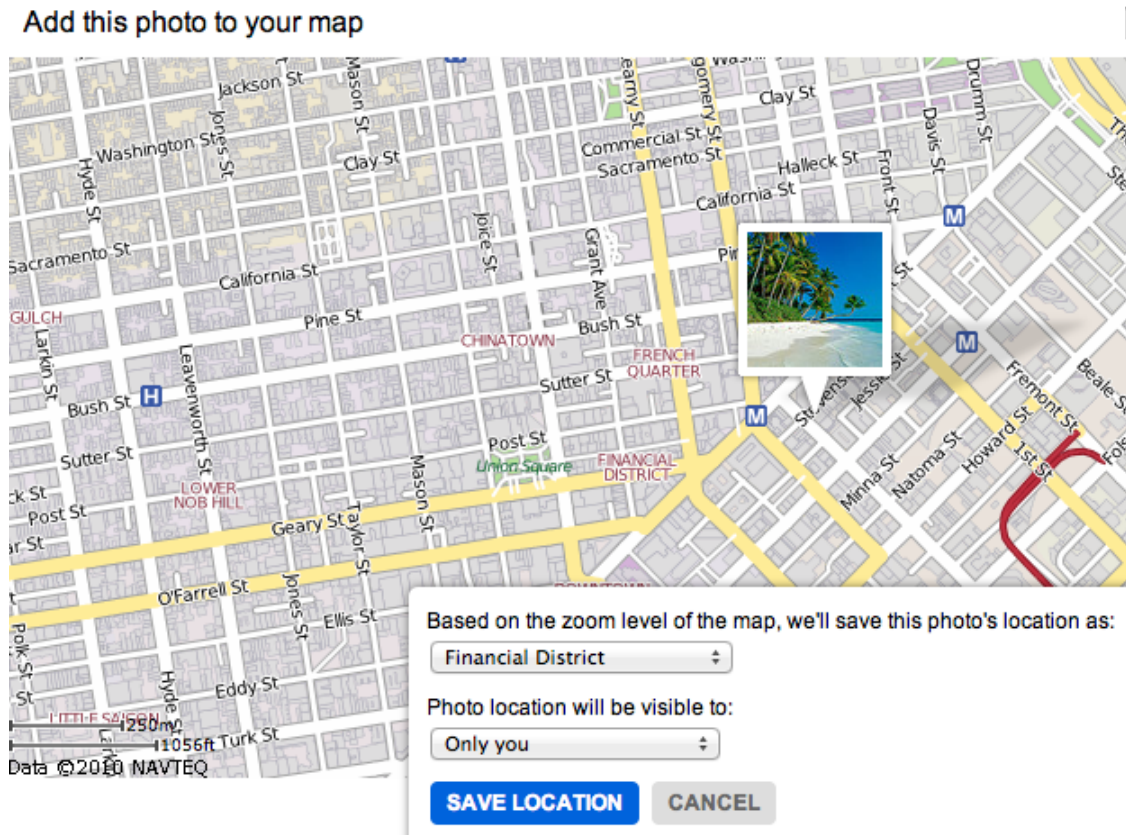 Add this photo to your map
Jackson St
Mason St
Jones St
Washington St
Hyde St
Clay St
Sacramento St
California St
Pine St
GULCH
Larkin St
Leavenworth St
Bush St
H
Sutter St
LOWER
NOB HILL
Post St
Geary St
Taylor St
Mason St
O'Farrell St
Jones St
Ellis St
Polk St
Hyde St
Eddy St
LITTLE SAIGON
Turk St
250m
1056ft
Data ©2010 NAVTEQ
Joice St
Grant Ave
CHINATOWN
Bush St
FRENCH
QUARTER
Sutter St
Post St
Union Square
FINANCIAL
DISTRICT
Commercial St
Sacramento St
California St
Clay St
Halleck St
Front St
Davis St
Drumm St
M
M
M
Minna St
Natoma St
Howard St
1st St
Fremont St
DOWNTOWN
Based on the zoom level of the map, we'll save this photo's location as:
Financial District
Photo location will be visible to:
Only you
SAVE LOCATION
CANCEL